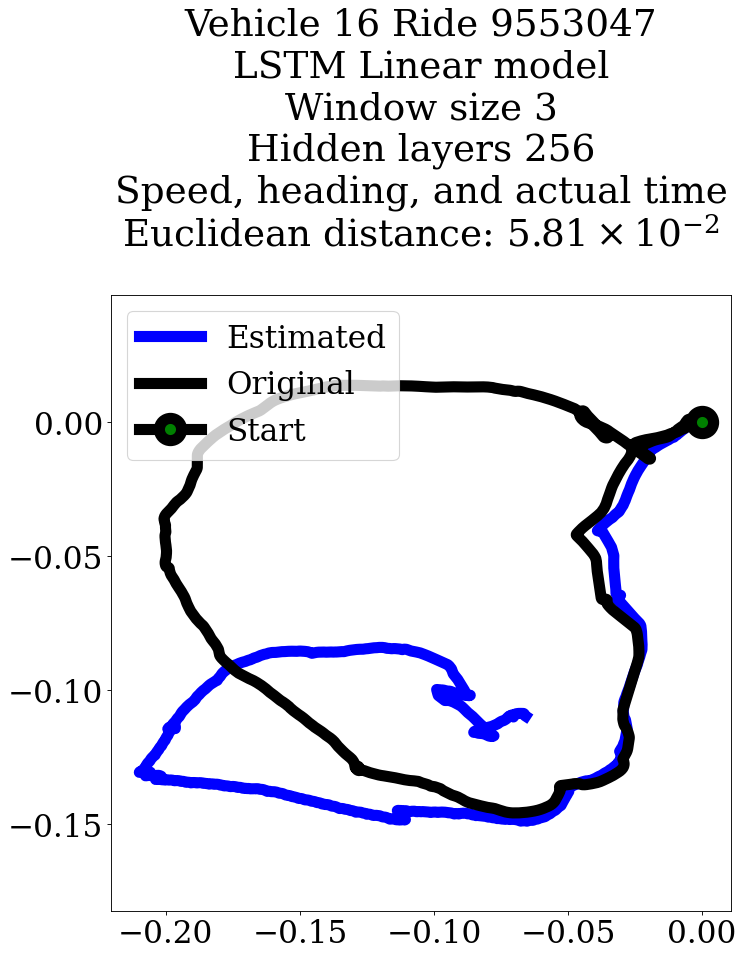 Vehicle 16 Ride 9553047
LSTM Linear model
Window size 3
Hidden layers 256
Speed, heading, and actual time
Euclidean distance: 5.81 × 10⁻²
Estimated
Original
Start
0.00
−0.05
−0.10
−0.15
−0.20 −0.15 −0.10 −0.05 0.00